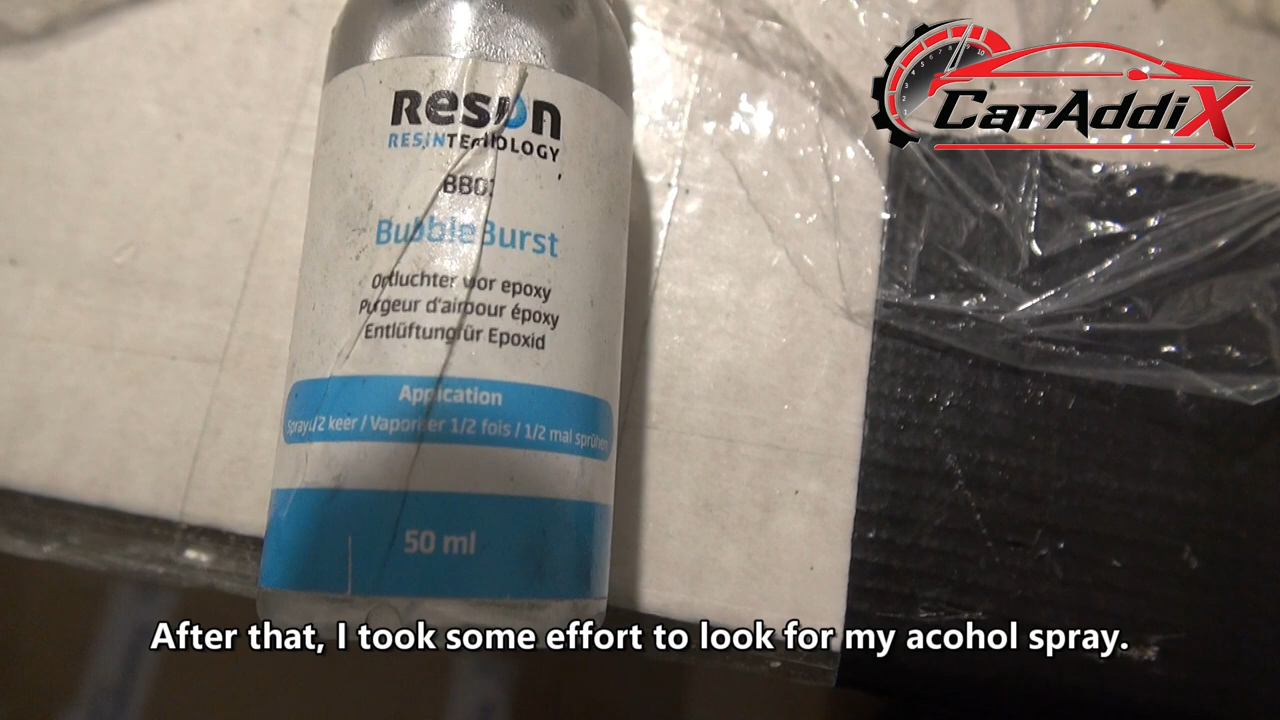 Resin
RESINTECHNOLOGY
BubbleBurst
Ontluchter voor epoxy
Purgeur d'air pour époxy
Entlüftung für Epoxid
Application
Spray 1/2 keer / Vaporiser 1/2 fois / 1/2 mal sprühen
50 ml
CarAddiX
After that, I took some effort to look for my acohol spray.